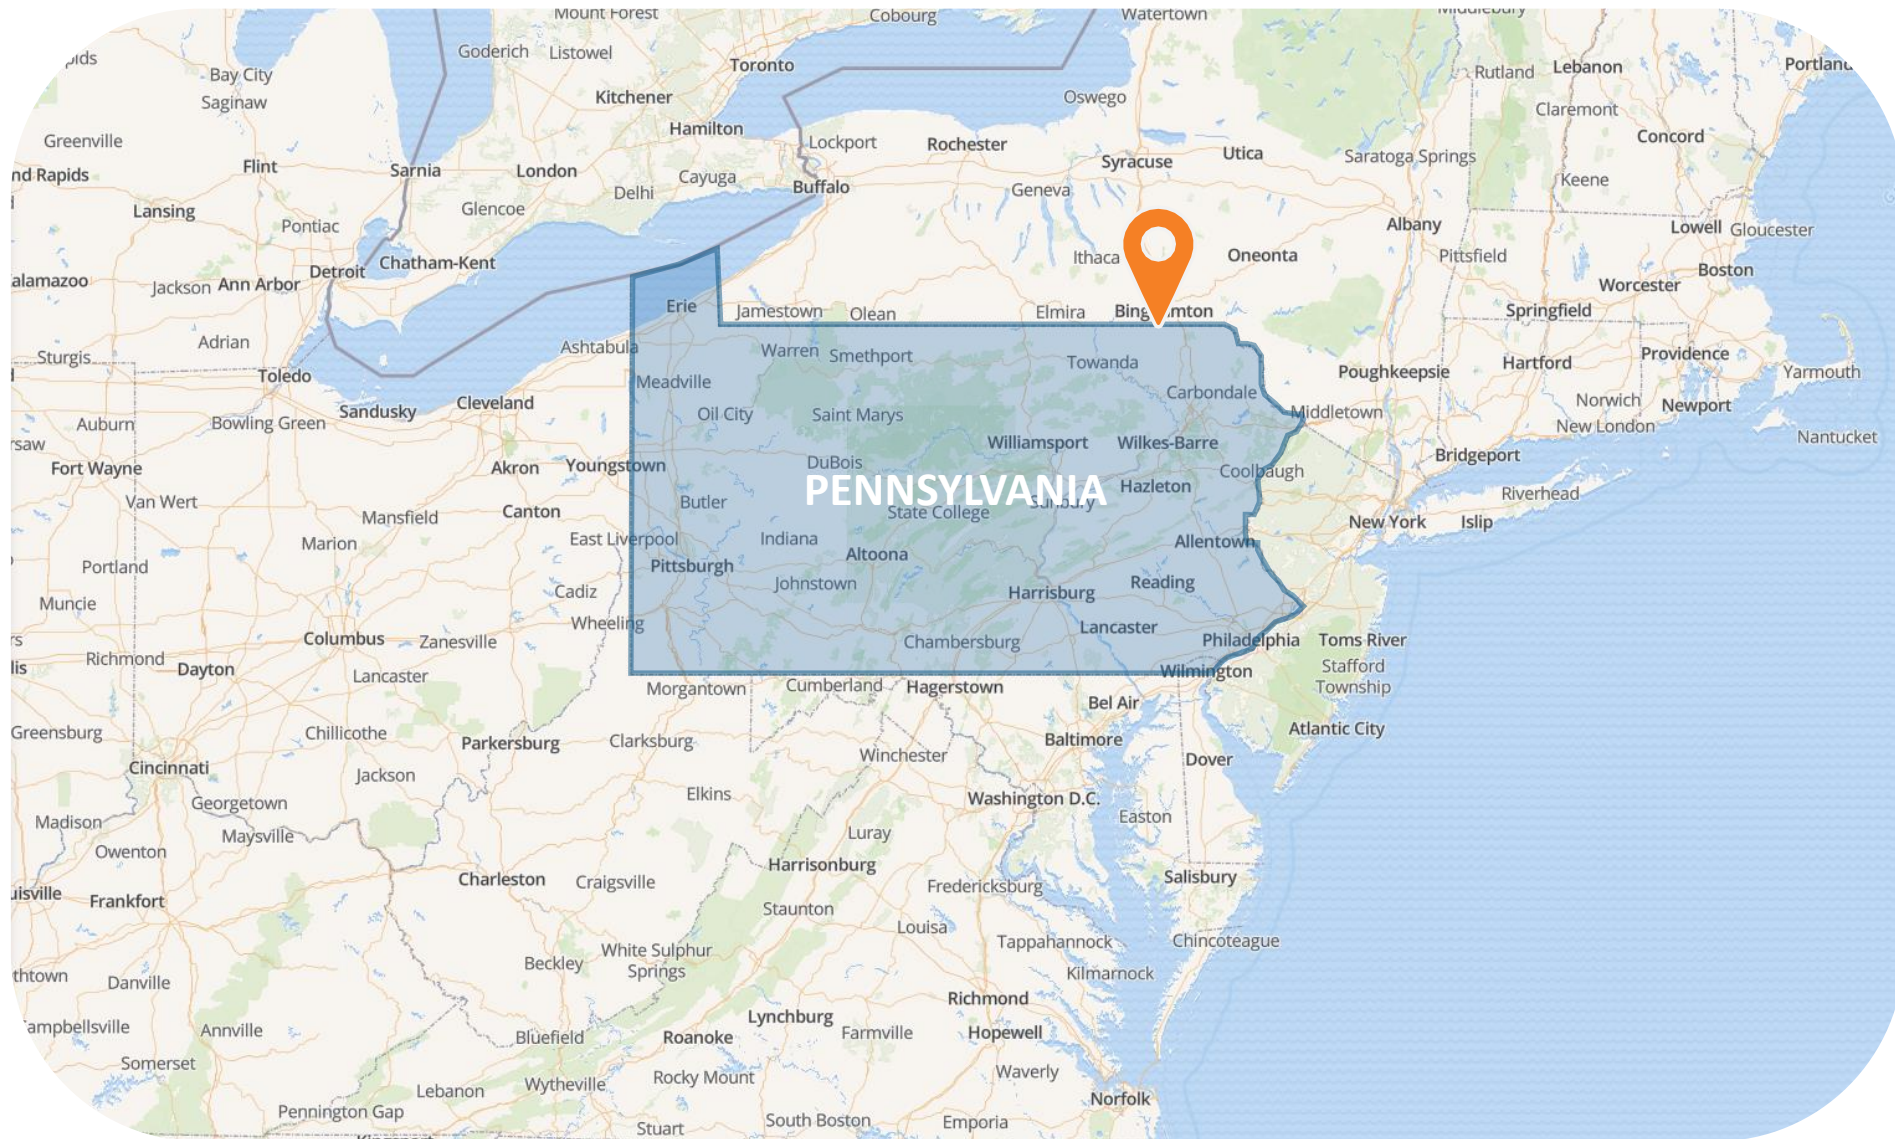 Mount Forest
Cobourg
Watertown
Middlebury
Goderich
Listowel
Toronto
Rutland
Lebanon
Bay City
Saginaw
Kitchener
Oswego
Claremont
Greenville
Hamilton
Lockport
Rochester
Concord
Flint
Sarnia
London
Syracuse
Utica
Saratoga Springs
nd Rapids
Delhi
Cayuga
Buffalo
Geneva
Keene
Lansing
Glencoe
Pontiac
Albany
Lowell
Gloucester
Detroit
Chatham-Kent
Ithaca
Oneonta
Pittsfield
Boston
alamazoo
Jackson
Ann Arbor
Worcester
Erie
Jamestown
Olean
Elmira
Springfield
Adrian
Ashtabula
Warren
Smethport
Towanda
Hartford
Providence
Sturgis
Toledo
Meadville
Carbondale
Poughkeepsie
Yarmouth
Sandusky
Cleveland
Oil City
Saint Marys
Middletown
Norwich
Newport
Auburn
Bowling Green
New London
Williamsport
Wilkes-Barre
Nantucket
rsaw
Fort Wayne
Akron
Youngstown
DuBois
Coolbaugh
Bridgeport
PENNSYLVANIA
Hazleton
Van Wert
Canton
Butler
Sunbury
Riverhead
Mansfield
State College
New York
Islip
Marion
East Liverpool
Indiana
Altoona
Allentown
Portland
Pittsburgh
Johnstown
Reading
Muncie
Cadiz
Harrisburg
Wheeling
Lancaster
Columbus
Zanesville
Chambersburg
Philadelphia
Toms River
Richmond
Dayton
Lancaster
Wilmington
Stafford
Township
Morgantown
Cumberland
Hagerstown
Bel Air
Greensburg
Chillicothe
Parkersburg
Clarksburg
Baltimore
Atlantic City
Winchester
Dover
Cincinnati
Jackson
Elkins
Washington D.C.
Georgetown
Easton
Madison
Maysville
Luray
Owenton
Harrisonburg
Charleston
Craigsville
Fredericksburg
Salisbury
uisville
Frankfort
Staunton
Louisa
White Sulphur
Springs
Tappahannock
Chincoteague
Beckley
Kilmarnock
thtown
Danville
Richmond
Lynchburg
ampbellsville
Annville
Bluefield
Roanoke
Farmville
Hopewell
Somerset
Lebanon
Wytheville
Rocky Mount
Waverly
Norfolk
Pennington Gap
Stuart
South Boston
Emporia